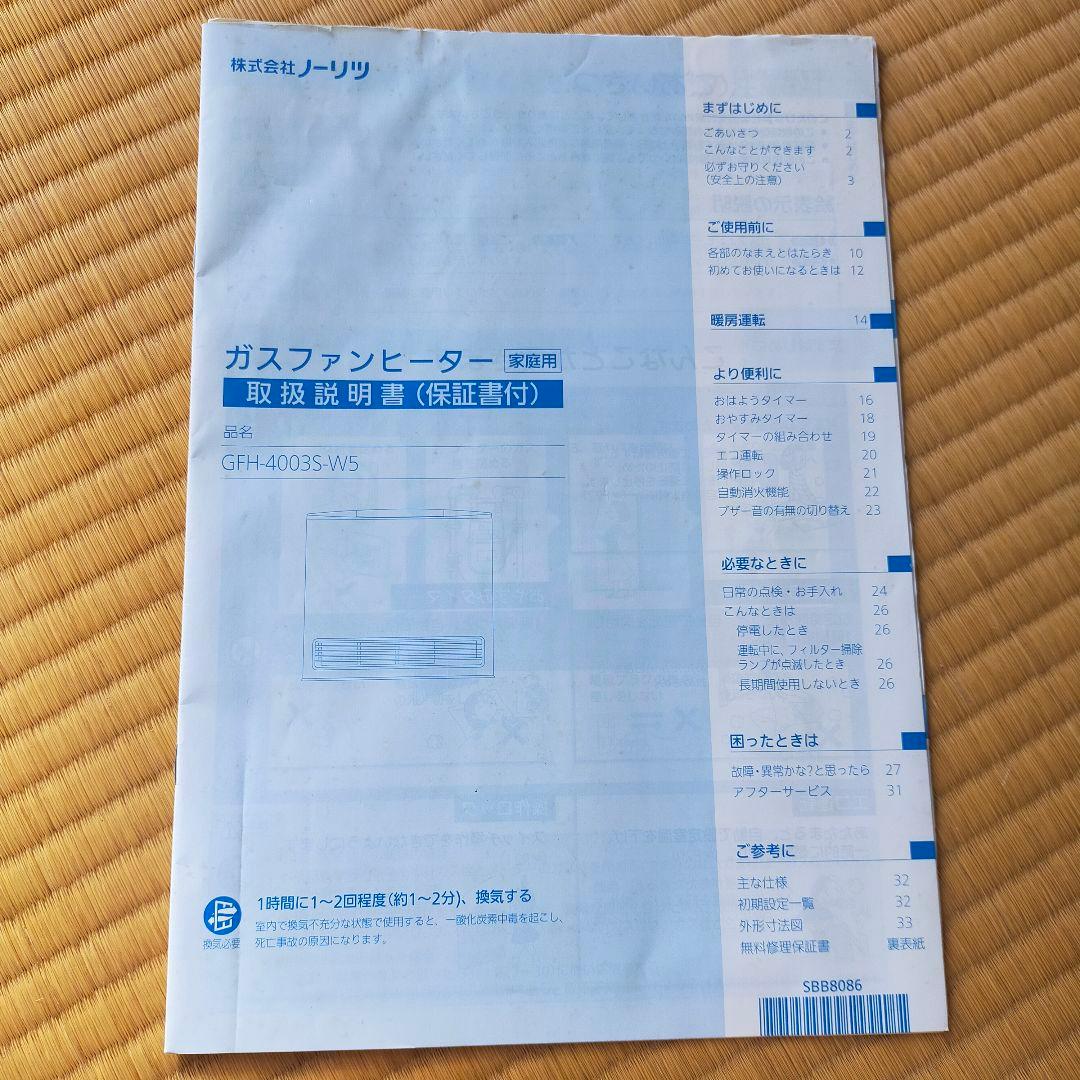 株式会社ノーリツ
ガスファンヒーター 家庭用
取扱説明書(保証書付)
品名
GFH-4003S-W5
換気必要
1時間に1〜2回程度(約1〜2分)、換気する
室内で換気不充分な状態で使用すると、一酸化炭素中毒を起こし、
死亡事故の原因になります。
まずはじめに
ごあいさつ 2
こんなことができます 2
必ずお守りください
(安全上の注意) 3
ご使用前に
各部のなまえとはたらき 10
初めてお使いになるときは 12
暖房運転 14
より便利に
おはようタイマー 16
おやすみタイマー 18
タイマーの組み合わせ 19
エコ運転 20
操作ロック 21
自動消火機能 22
ブザー音の有無の切り替え 23
必要なときに
日常の点検・お手入れ 24
こんなときは 26
停電したとき 26
運転中に、フィルター掃除
ランプが点滅したとき 26
長期間使用しないとき 26
困ったときは
故障・異常かな?と思ったら 27
アフターサービス 31
ご参考に
主な仕様 32
初期設定一覧 32
外形寸法図 33
無料修理保証書 裏表紙
SBB8086